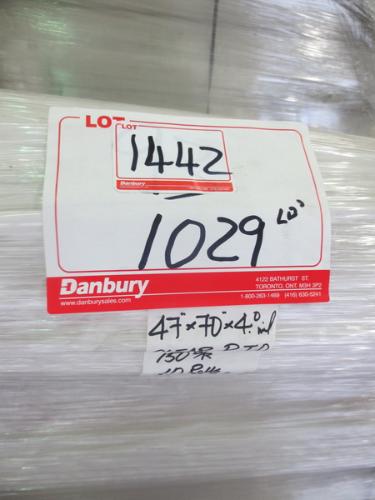 LOT
LOT
1442
Danbury
1029 LOT
Danbury
www.danburysales.com
4122 BATHURST ST.
TORONTO, ONT. M3H 3P2
1-800-263-1469 (416) 630-5241
47" x 70" x 4.0 mil